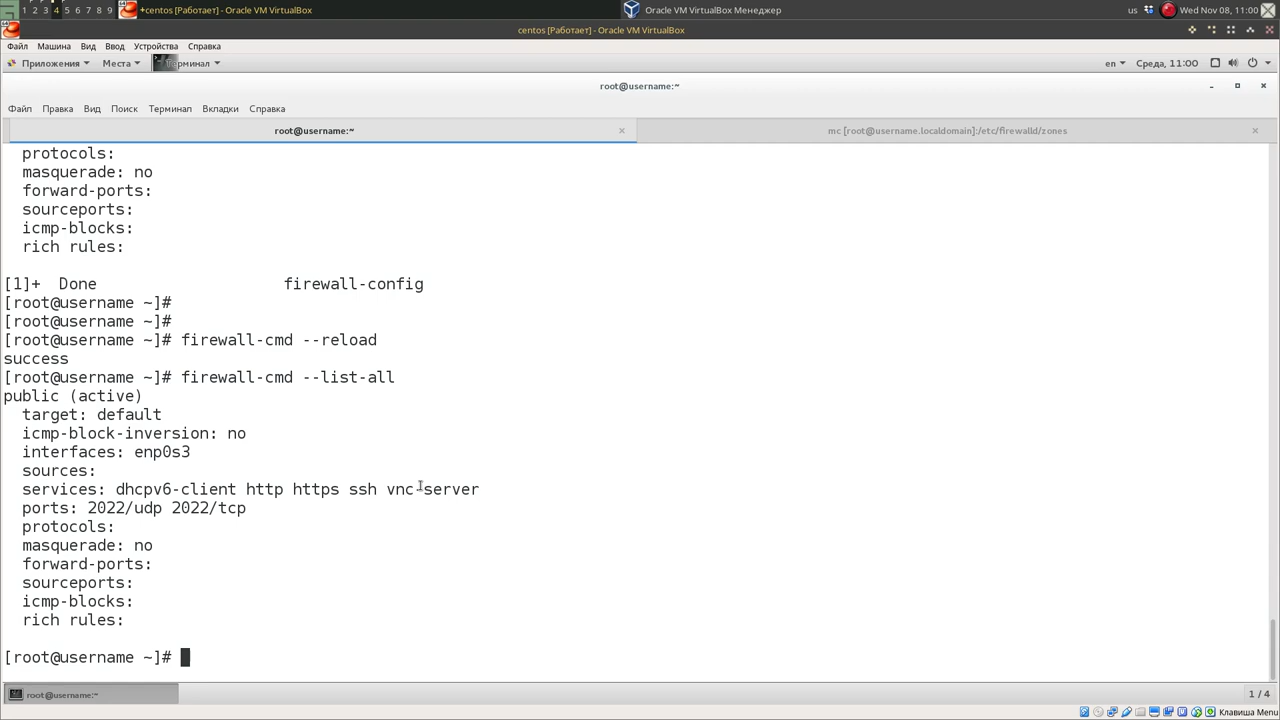 1 2 3 4 5 6 7 8 9 *centos [Работает] - Oracle VM VirtualBox Oracle VM VirtualBox Менеджер us Wed Nov 08, 11:00
centos [Работает] - Oracle VM VirtualBox
Файл Машина Вид Ввод Устройства Справка
Приложения Места Терминал en Среда, 11:00
root@username:~
Файл Правка Вид Поиск Терминал Вкладки Справка
root@username:~ × mc [root@username.localdomain]:/etc/firewalld/zones ×
protocols:
masquerade: no
forward-ports:
sourceports:
icmp-blocks:
rich rules:
[1]+ Done firewall-config
[root@username ~]#
[root@username ~]#
[root@username ~]# firewall-cmd --reload
success
[root@username ~]# firewall-cmd --list-all
public (active)
target: default
icmp-block-inversion: no
interfaces: enp0s3
sources:
services: dhcpv6-client http https ssh vnc-server
ports: 2022/udp 2022/tcp
protocols:
masquerade: no
forward-ports:
sourceports:
icmp-blocks:
rich rules:
[root@username ~]#
root@username:~ 1 / 4
Клавиша Menu